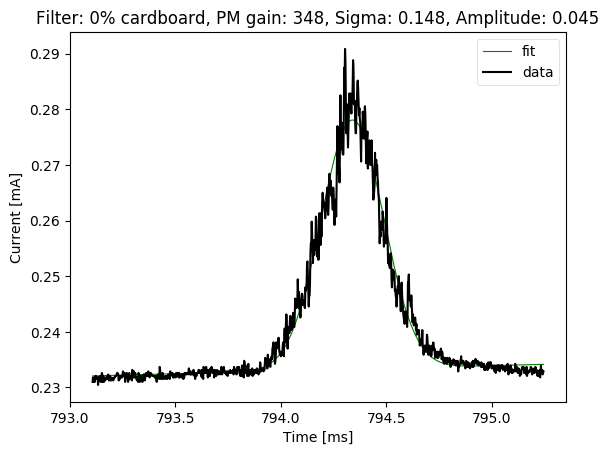 Filter: 0% cardboard, PM gain: 348, Sigma: 0.148, Amplitude: 0.045
fit
data
0.29
0.28
0.27
0.26
0.25
0.24
0.23
Current [mA]
793.0 793.5 794.0 794.5 795.0
Time [ms]